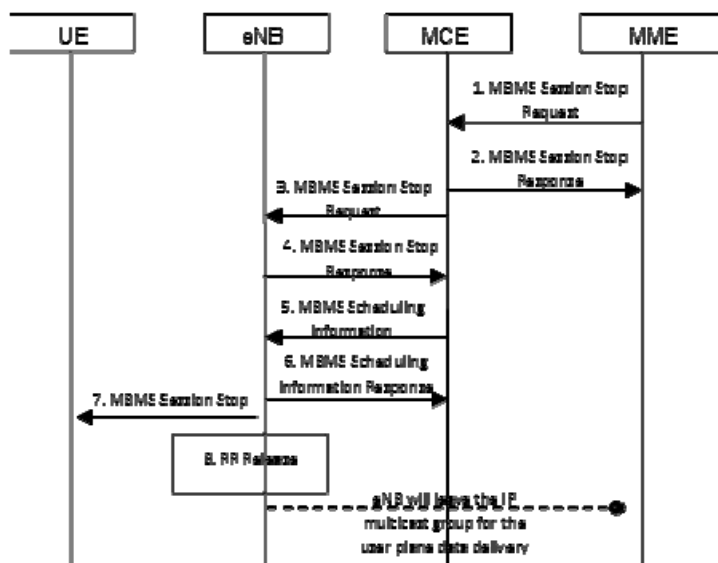 UE
eNB
MCE
MME
1. MBMS Session Stop
Request
2. MBMS Session Stop
Response
3. MBMS Session Stop
Request
4. MBMS Session Stop
Response
5. MBMS Scheduling
Information
6. MBMS Scheduling
Information Response
7. MBMS Session Stop
8. RR Release
eNB will leave the IP
multicast group for the
user plane data delivery